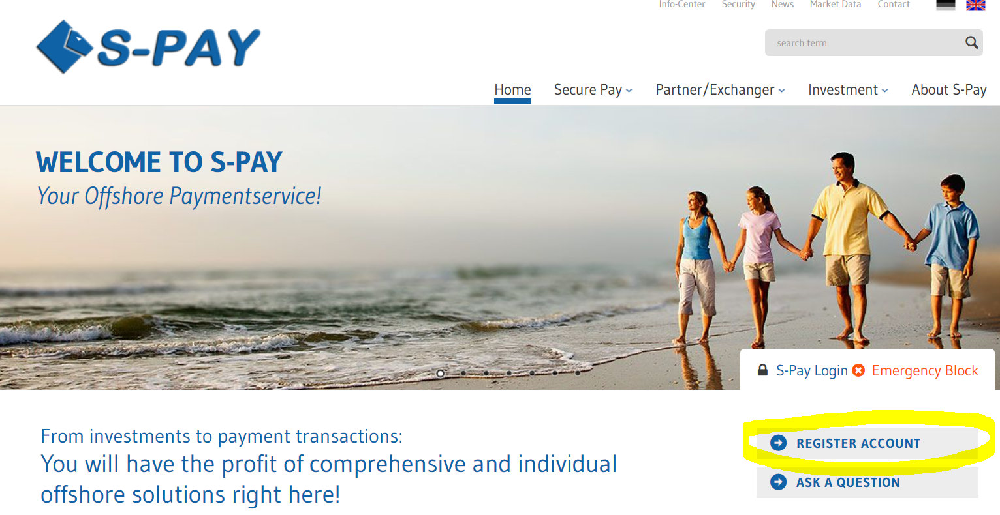 Info-Center Security News Market Data Contact
S-PAY
search term
Home Secure Pay Partner/Exchanger Investment About S-Pay
WELCOME TO S-PAY
Your Offshore Paymentservice!
S-Pay Login Emergency Block
From investments to payment transactions:
You will have the profit of comprehensive and individual
offshore solutions right here!
REGISTER ACCOUNT
ASK A QUESTION